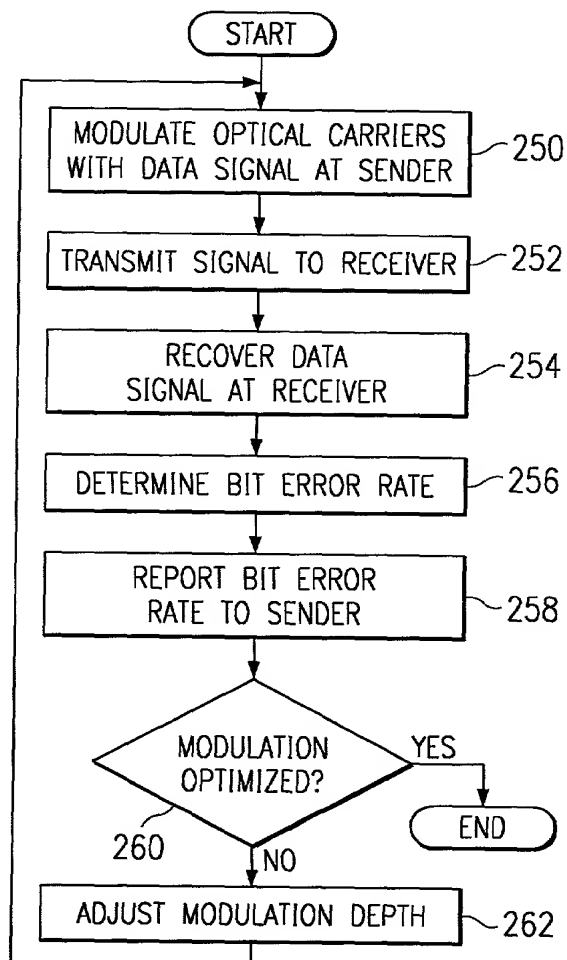 START
MODULATE OPTICAL CARRIERS
WITH DATA SIGNAL AT SENDER
250
TRANSMIT SIGNAL TO RECEIVER
252
RECOVER DATA
SIGNAL AT RECEIVER
254
DETERMINE BIT ERROR RATE
256
REPORT BIT ERROR
RATE TO SENDER
258
MODULATION
OPTIMIZED?
YES
260
END
NO
ADJUST MODULATION DEPTH
262